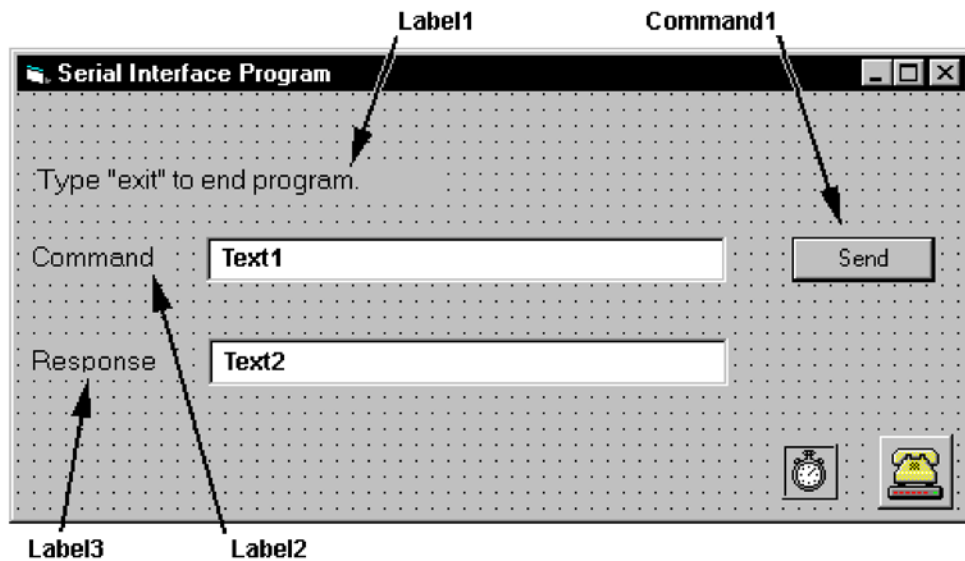 Label1 Command1
Serial Interface Program
Type "exit" to end program.
Command Text1 Send
Response Text2
Label3 Label2